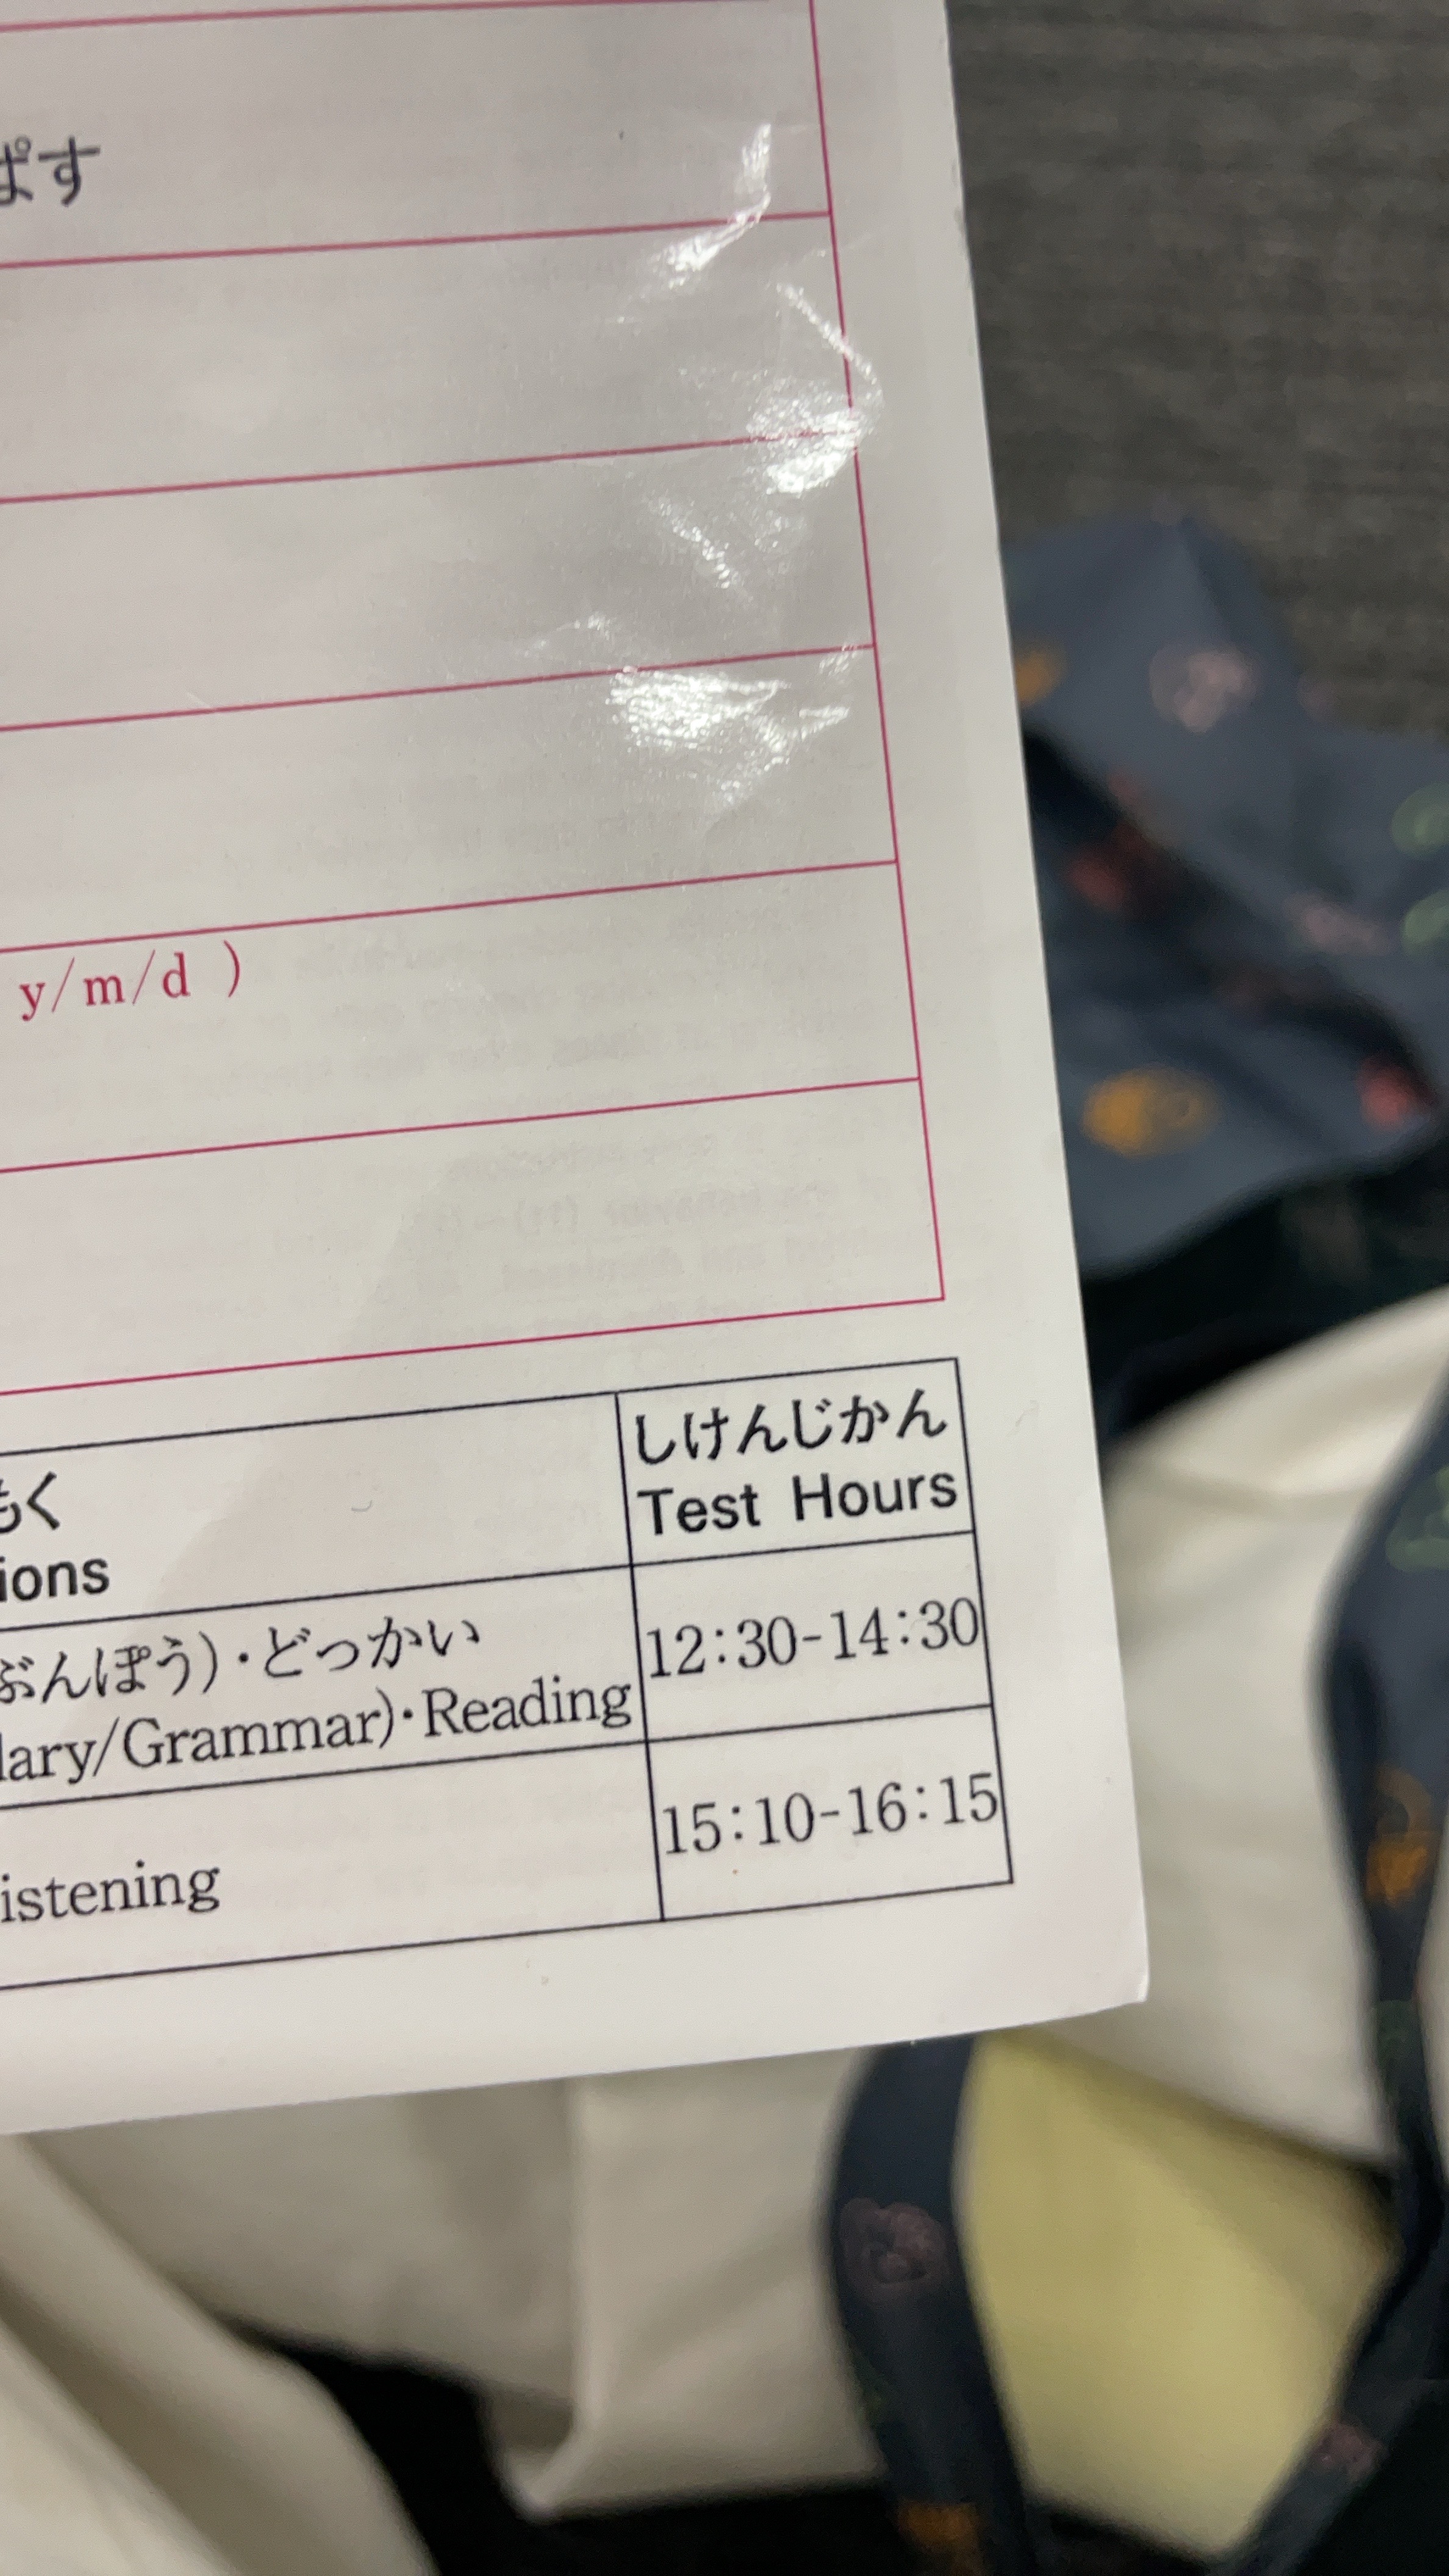 ぱす
y/m/d )
もく
ions
しけんじかん
Test Hours
ぶんぽう)・どっかい
lary/Grammar)・Reading
12:30-14:30
istening
15:10-16:15